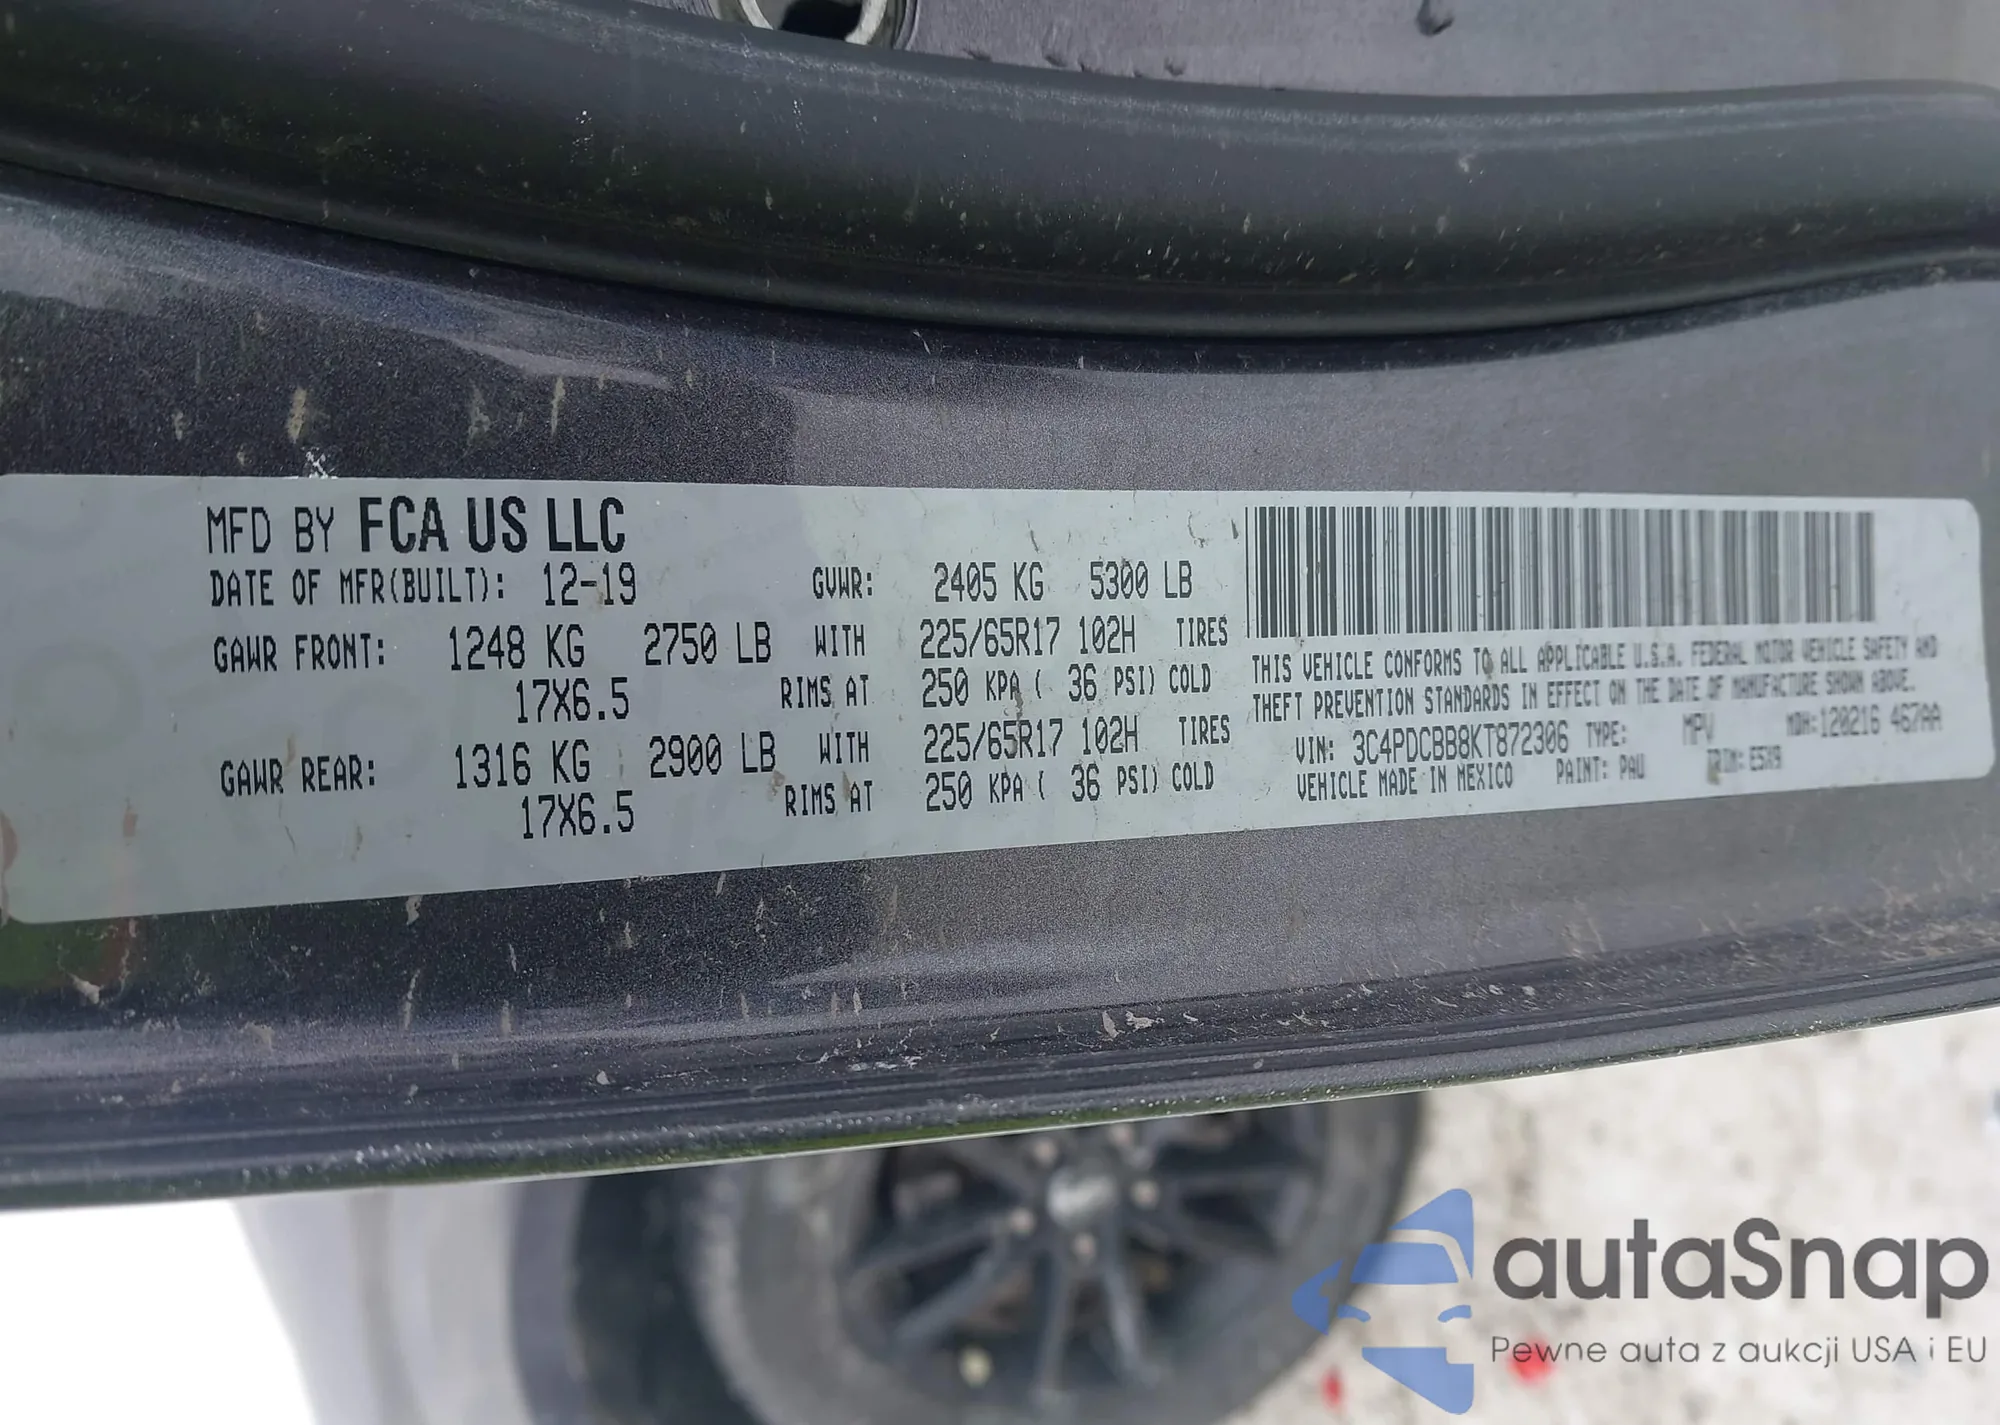 MFD BY FCA US LLC
DATE OF MFR(BUILT): 12-19 GVWR: 2405 KG 5300 LB
GAWR FRONT: 1248 KG 2750 LB WITH 225/65R17 102H TIRES
17X6.5 RIMS AT 250 KPA ( 36 PSI) COLD
GAWR REAR: 1316 KG 2900 LB WITH 225/65R17 102H TIRES
17X6.5 RIMS AT 250 KPA ( 36 PSI) COLD
THIS VEHICLE CONFORMS TO ALL APPLICABLE U.S.A. FEDERAL MOTOR VEHICLE SAFETY AND
THEFT PREVENTION STANDARDS IN EFFECT ON THE DATE OF MANUFACTURE SHOWN ABOVE.
VIN: 3C4PDCBB8KT872306 TYPE: MPV MDH:120216 467AA
VEHICLE MADE IN MEXICO PAINT: PAU TRIM: E5X9
autaSnap
Pewne auta z aukcji USA i EU